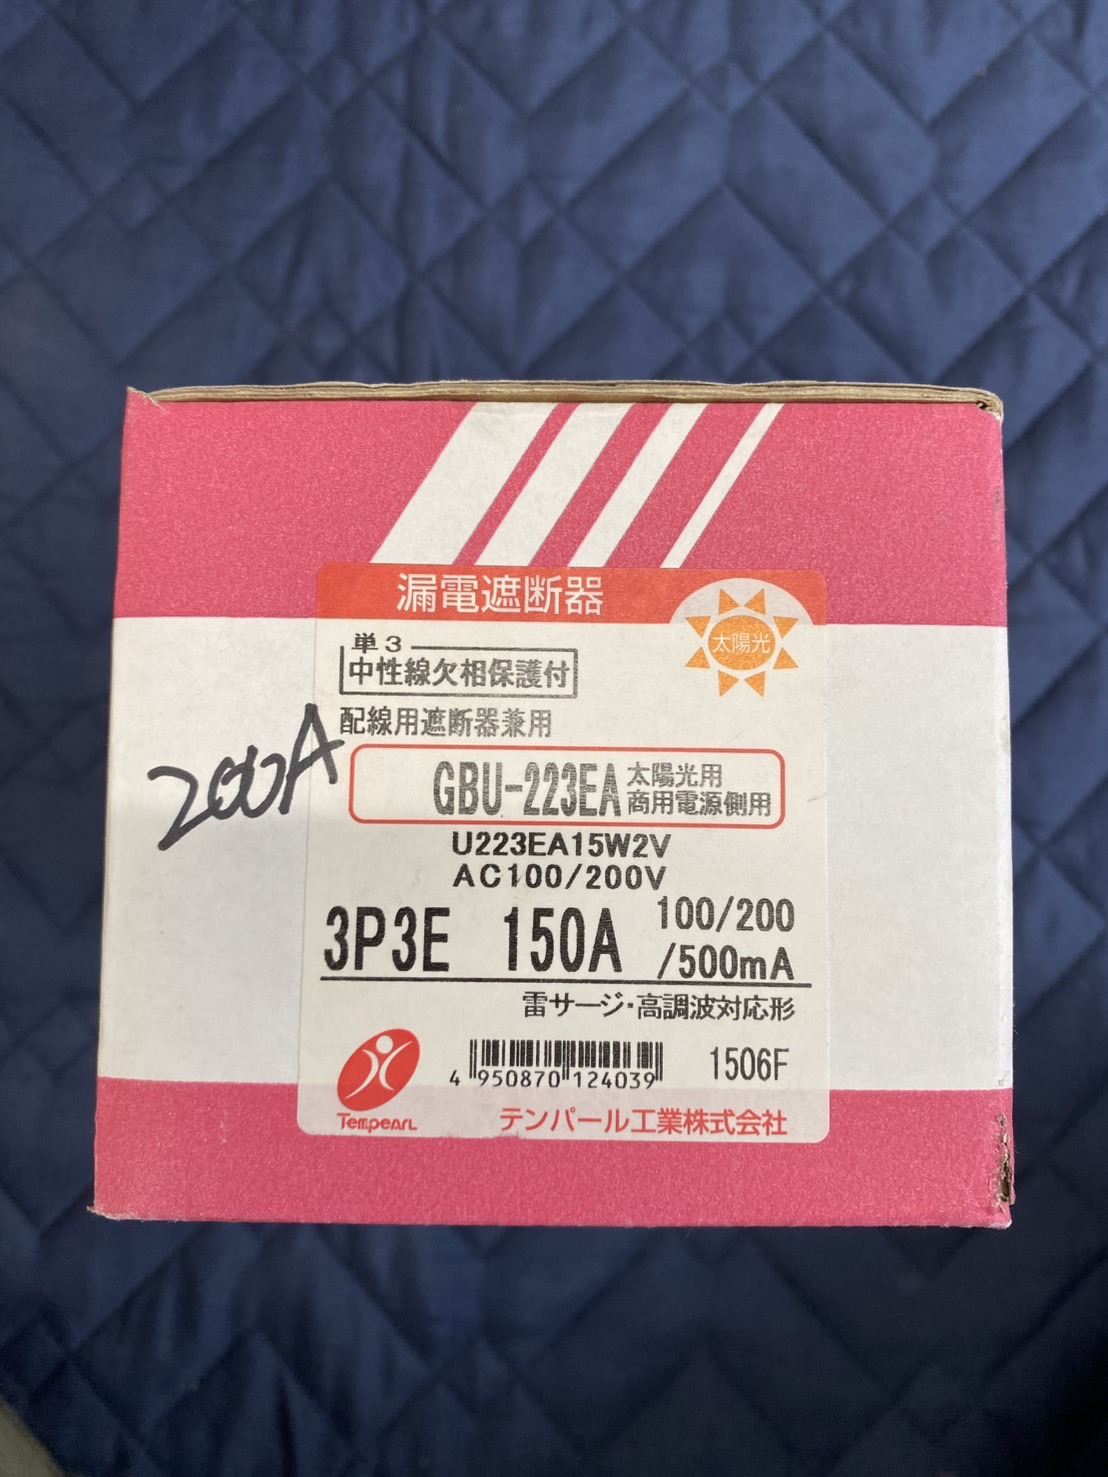 漏電遮断器
太陽光
単3
中性線欠相保護付
配線用遮断器兼用
200A
GBU-223EA 太陽光用
商用電源側用
U223EA15W2V
AC100/200V
3P3E 150A 100/200
/500mA
雷サージ・高調波対応形
4 950870 124039
1506F
Tempearl
テンパール工業株式会社